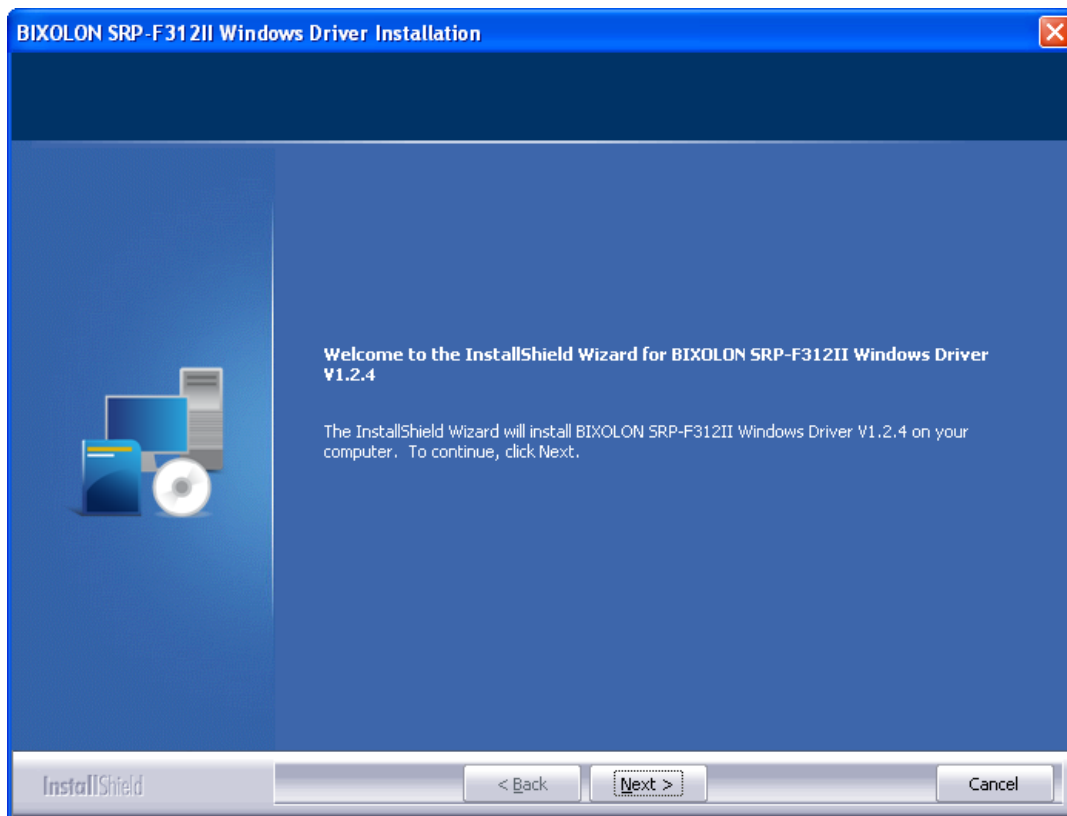 BIXOLON SRP-F312II Windows Driver Installation
Welcome to the InstallShield Wizard for BIXOLON SRP-F312II Windows Driver
V1.2.4
The InstallShield Wizard will install BIXOLON SRP-F312II Windows Driver V1.2.4 on your
computer.  To continue, click Next.
InstallShield
< Back
Next >
Cancel